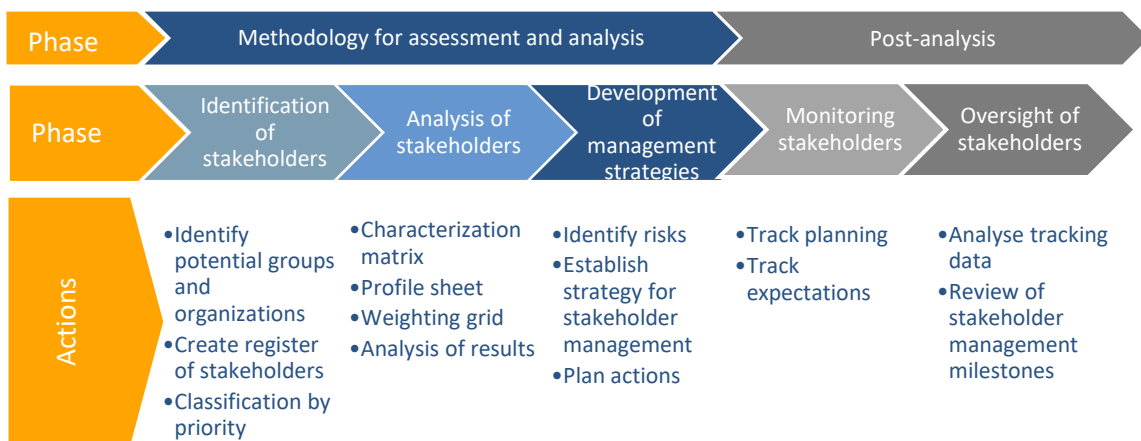 Phase
Methodology for assessment and analysis
Post-analysis
Phase
Identification
of
stakeholders
Analysis of
stakeholders
Development
of
management
strategies
Monitoring
stakeholders
Oversight of
stakeholders
Actions
•Identify
potential groups
and
organizations
•Create register
of stakeholders
•Classification by
priority
•Characterization
matrix
•Profile sheet
•Weighting grid
•Analysis of results
•Identify risks
•Establish
strategy for
stakeholder
management
•Plan actions
•Track planning
•Track
expectations
•Analyse tracking
data
•Review of
stakeholder
management
milestones